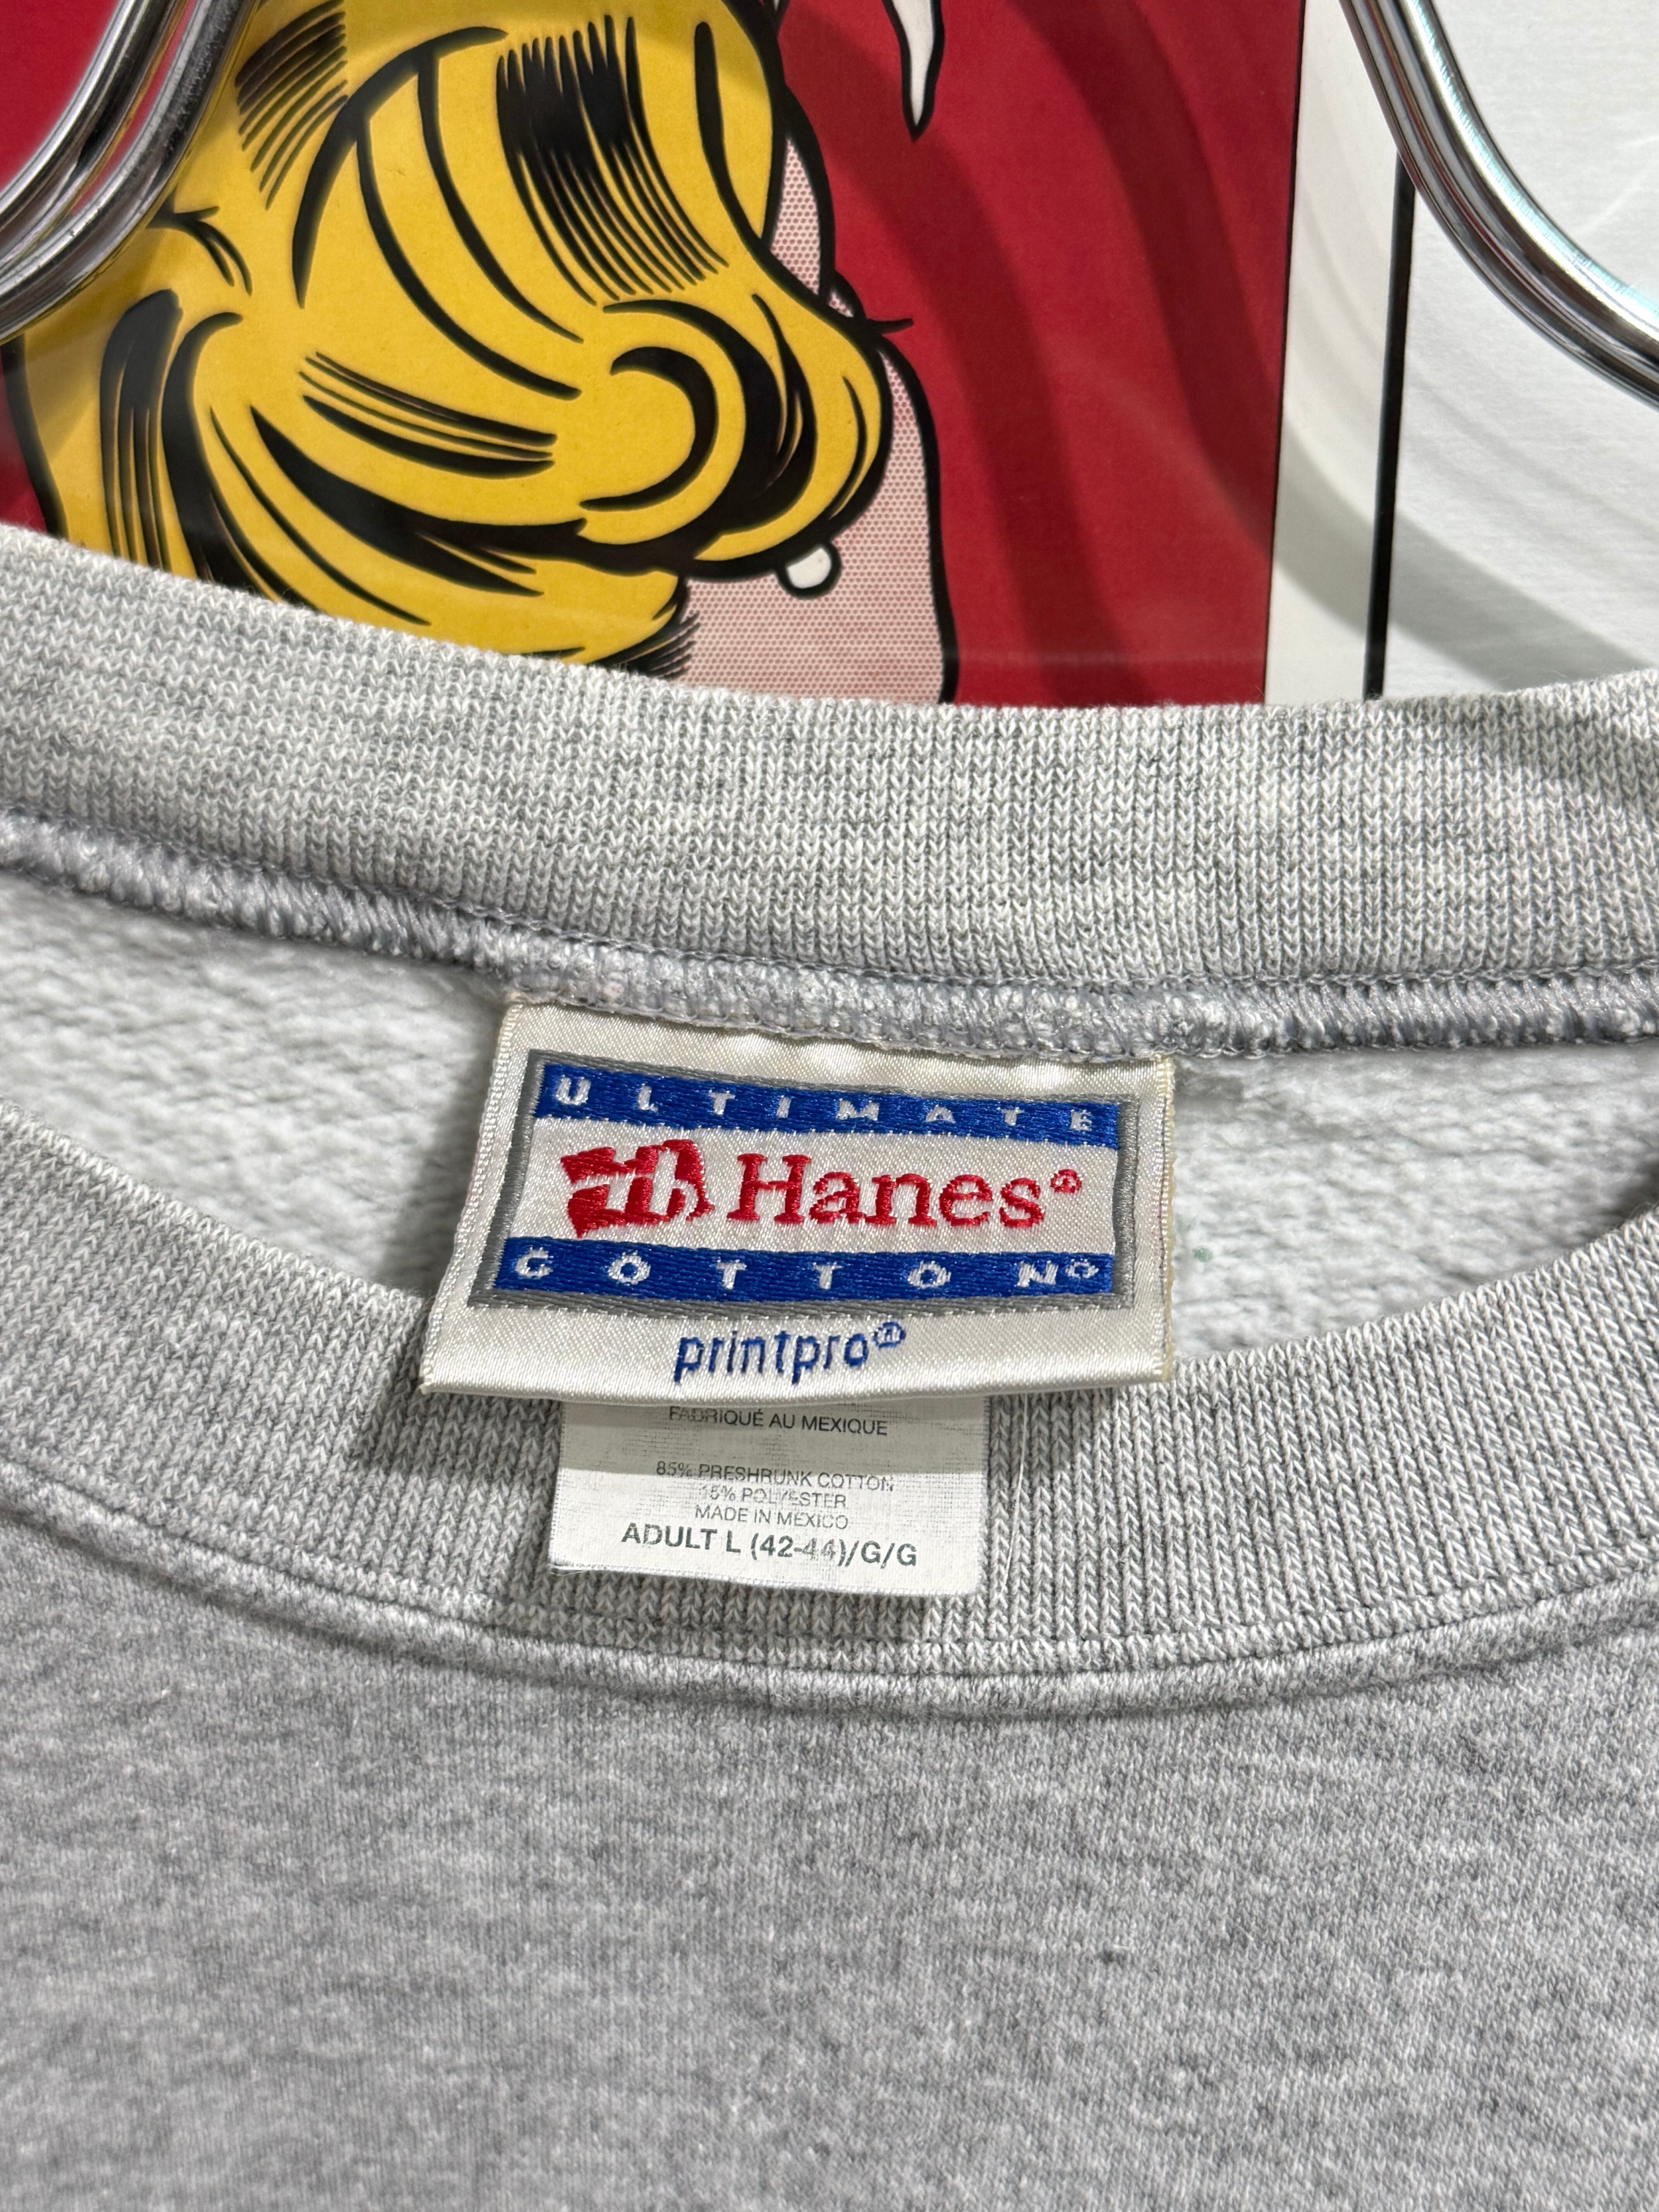 ULTIMATE
Hanes®
COTTON®
printpro®
FABRIQUÉ AU MEXIQUE
85% PRESHRUNK COTTON
15% POLYESTER
MADE IN MEXICO
ADULT L (42-44)/G/G